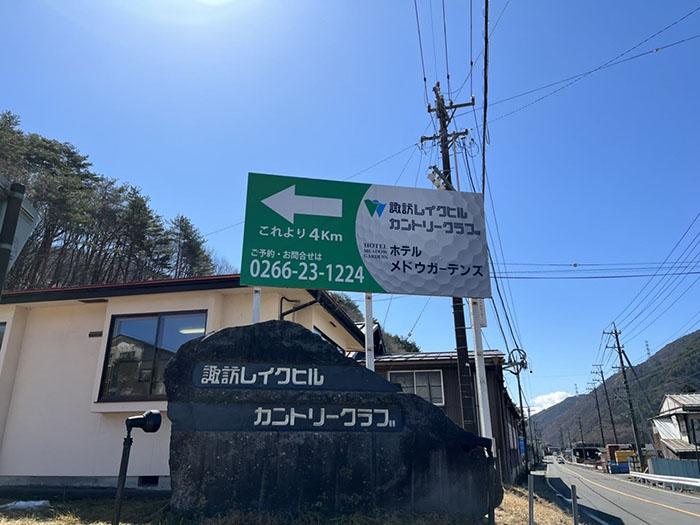 これより4Km
ご予約・お問合せは
0266-23-1224
諏訪レイクヒル
カントリークラブ
HOTEL
MEADOW
GARDENS
ホテル
メドウガーデンズ
諏訪レイクヒル
カントリークラブ